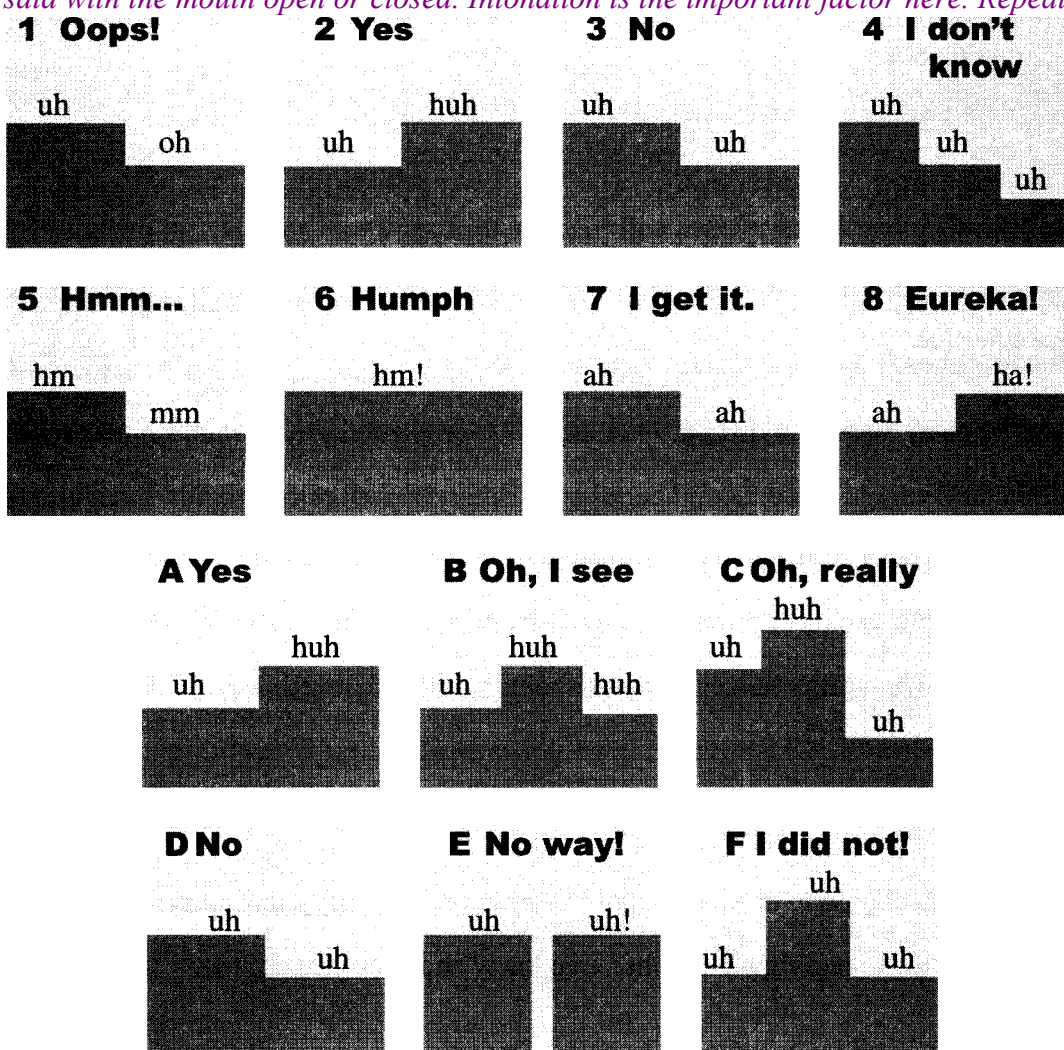 said with the mouth open or closed. Intonation is the important factor here. Repeat
1 Oops!
uh
oh
2 Yes
uh
huh
3 No
uh
uh
4 I don't
know
uh
uh
uh
5 Hmm...
hm
mm
6 Humph
hm!
7 I get it.
ah
ah
8 Eureka!
ah
ha!
A Yes
uh
huh
B Oh, I see
uh
huh
huh
C Oh, really
uh
huh
uh
D No
uh
uh
E No way!
uh
uh!
F I did not!
uh
uh
uh